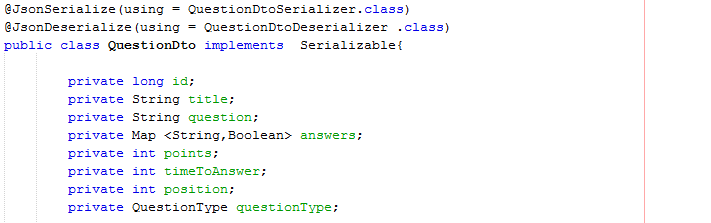 @JsonSerialize(using = QuestionDtoSerializer.class)
@JsonDeserialize(using = QuestionDtoDeserializer .class)
public class QuestionDto implements  Serializable{
private long id;
private String title;
private String question;
private Map <String,Boolean> answers;
private int points;
private int timeToAnswer;
private int position;
private QuestionType questionType;